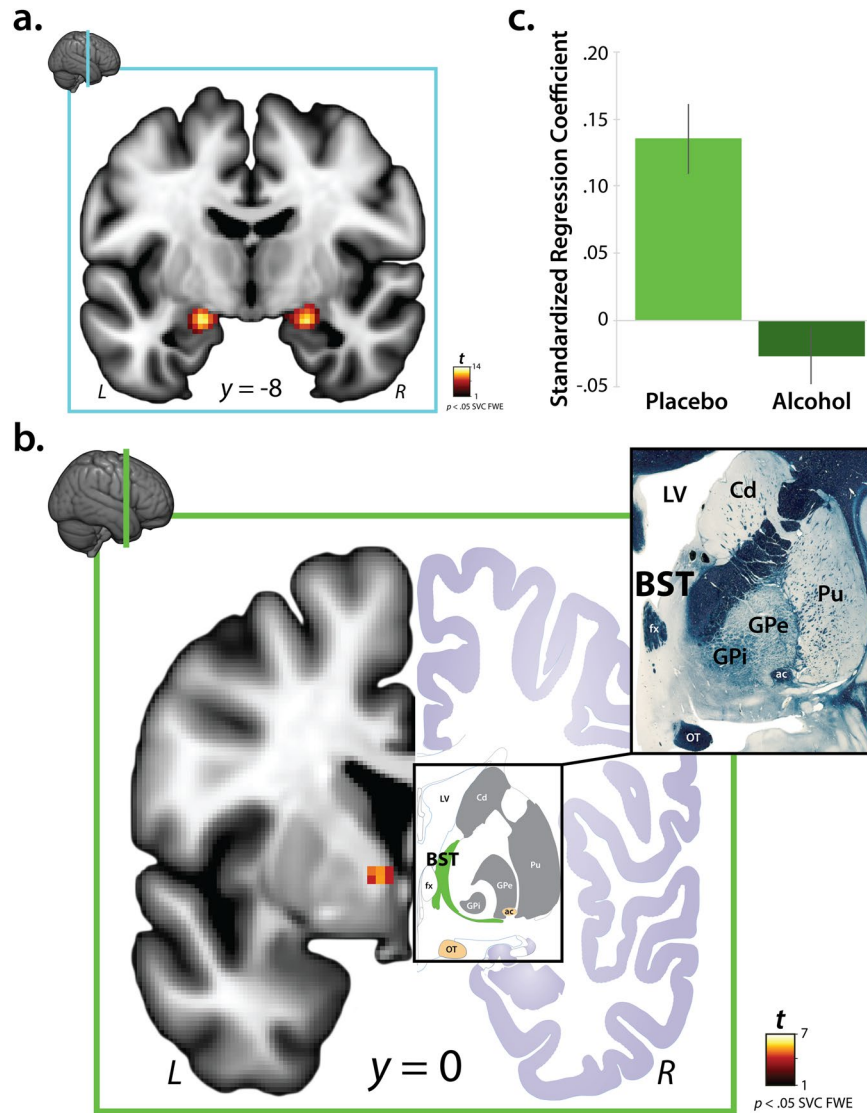 a.
L
y = -8
R
t
14
1
p < .05 SVC FWE
c.
Standardized Regression Coefficient
.20
.15
.10
.05
0
-.05
Placebo
Alcohol
b.
LV
Cd
BST
Pu
fx
GPe
GPi
ac
OT
LV
Cd
BST
Pu
fx
GPe
GPi
ac
OT
L
y = 0
R
t
7
1
p < .05 SVC FWE